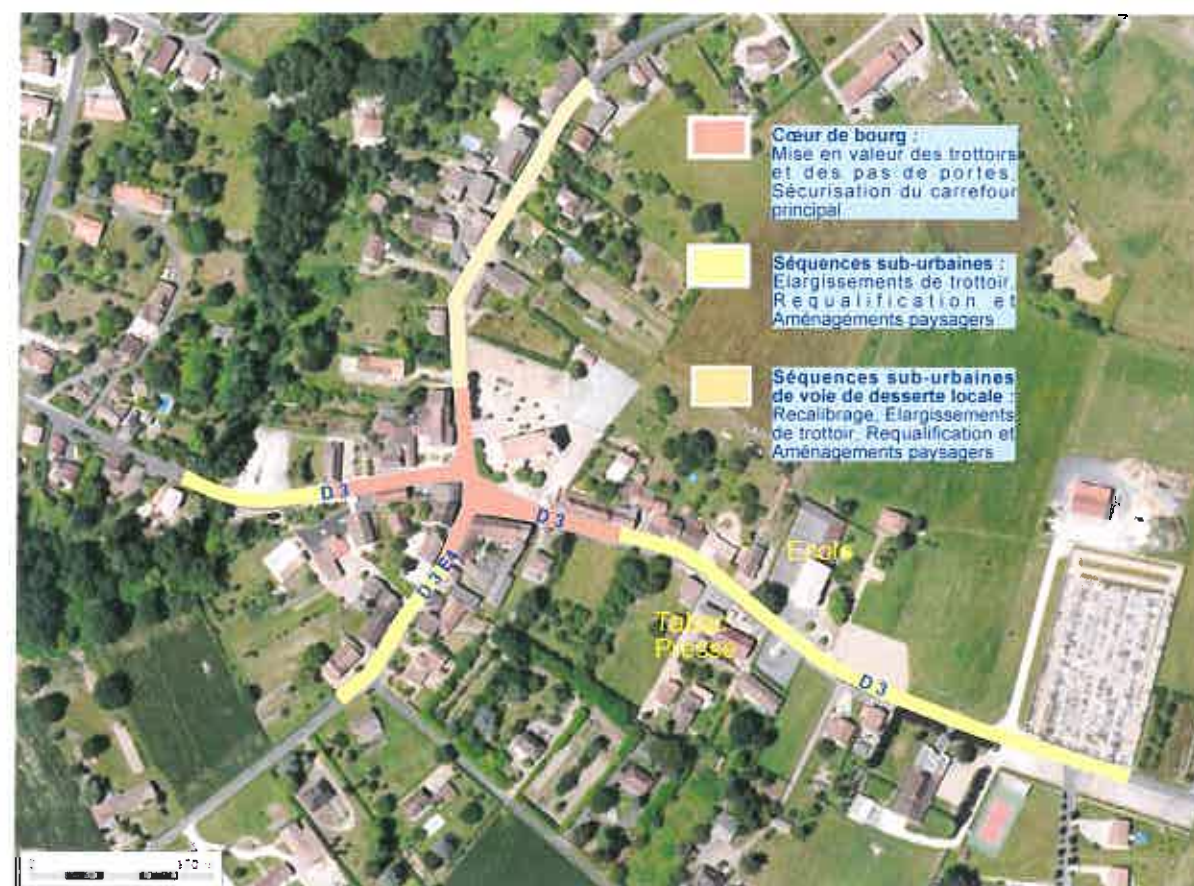 Cœur de bourg :
Mise en valeur des trottoirs
et des pas de portes,
Sécurisation du carrefour
principal
Séquences sub-urbaines :
Elargissements de trottoir,
Requalification et
Aménagements paysagers
Séquences sub-urbaines
de voie de desserte locale :
Recalibrage, Elargissements
de trottoir, Requalification et
Aménagements paysagers
D 3
D 3
D 3 E4
Ecole
Tabac
Presse
D 3